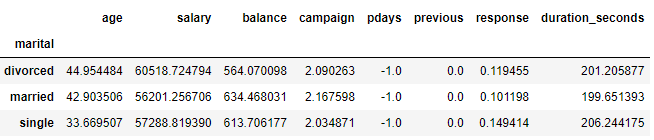 age salary balance campaign pdays previous response duration_seconds
marital
divorced 44.954484 60518.724794 564.070098 2.090263 -1.0 0.0 0.119455 201.205877
married 42.903506 56201.256706 634.468031 2.167598 -1.0 0.0 0.101198 199.651393
single 33.669507 57288.819390 613.706177 2.034871 -1.0 0.0 0.149414 206.244175